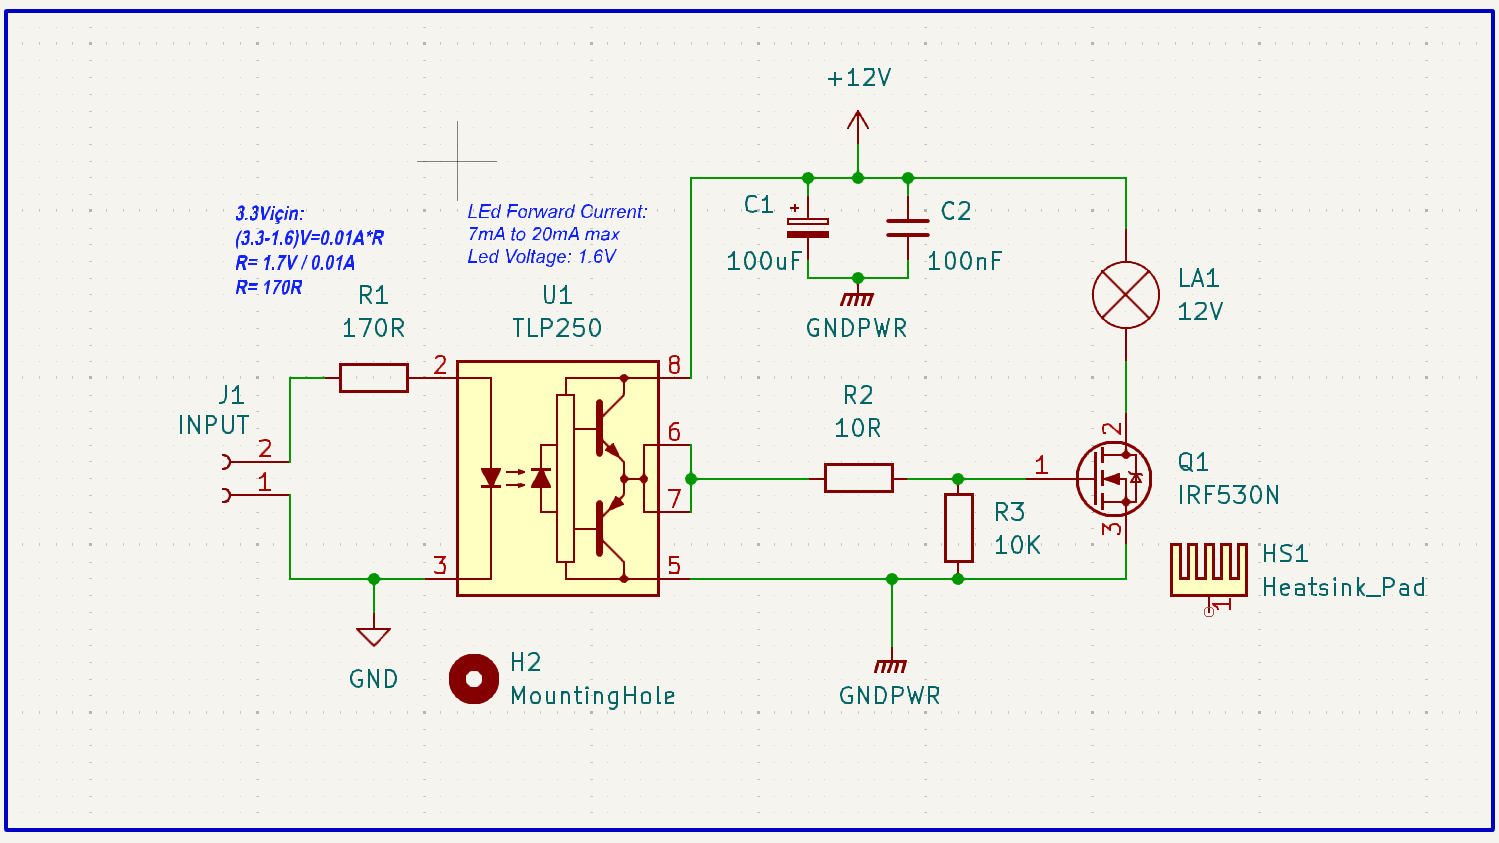 +12V
3.3Viçin:
(3.3-1.6)V=0.01A*R
R= 1.7V / 0.01A
R= 170R
LEd Forward Current:
7mA to 20mA max
Led Voltage: 1.6V
C1
100uF
+
C2
100nF
GNDPWR
LA1
12V
R1
170R
U1
TLP250
2
8
J1
INPUT
2
1
6
7
3
5
R2
10R
1
2
3
Q1
IRF530N
R3
10K
HS1
Heatsink_Pad
1
GND
H2
MountingHole
GNDPWR